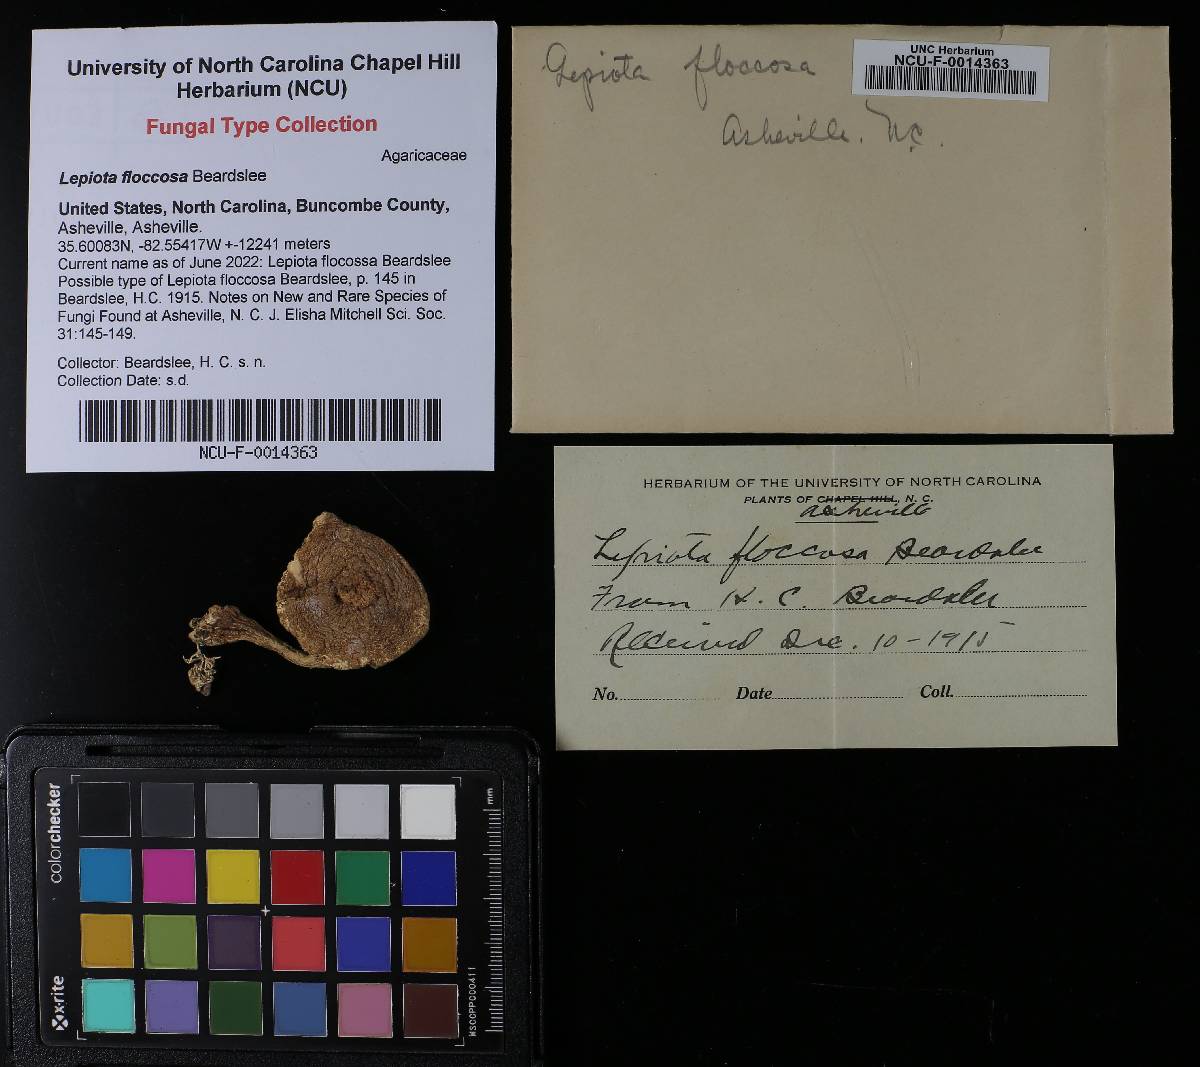 University of North Carolina Chapel Hill
Herbarium (NCU)
Fungal Type Collection
Agaricaceae
Lepiota floccosa Beardslee
United States, North Carolina, Buncombe County,
Asheville, Asheville.
35.60083N, -82.55417W +-12241 meters
Current name as of June 2022: Lepiota flocossa Beardslee
Possible type of Lepiota floccosa Beardslee, p. 145 in
Beardslee, H.C. 1915. Notes on New and Rare Species of
Fungi Found at Asheville, N. C. J. Elisha Mitchell Sci. Soc.
31:145-149.
Collector: Beardslee, H. C. s. n.
Collection Date: s.d.
NCU-F-0014363
Lepiota floccosa
Asheville. N.C.
UNC Herbarium
NCU-F-0014363
HERBARIUM OF THE UNIVERSITY OF NORTH CAROLINA
PLANTS OF CHAPEL HILL, N. C.
Asheville
Lepiota floccosa Beardslee
From H. C. Beardslee
Received Dec. 10-1915
No. Date Coll.
colorchecker
x-rite
mm
MSCCPP000411